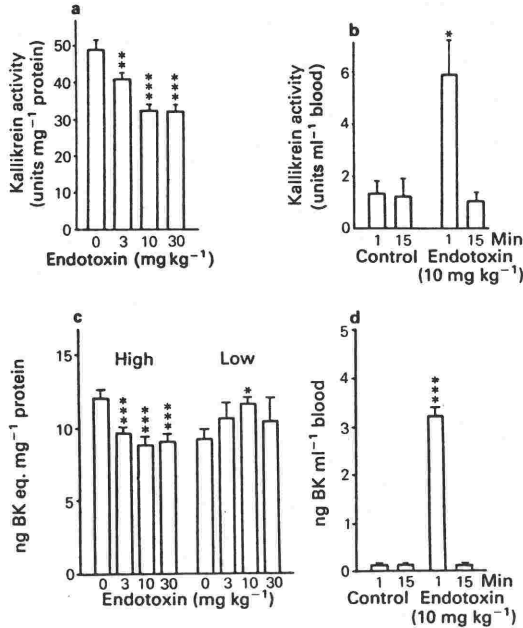 a
Kallikrein activity
(units mg⁻¹ protein)
50
40
30
20
10
0
**
***
***
0 3 10 30
Endotoxin (mg kg⁻¹)
b
Kallikrein activity
(units ml⁻¹ blood)
6
4
2
0
*
1 15 1 15 Min
Control Endotoxin
(10 mg kg⁻¹)
c
ng BK eq. mg⁻¹ protein
15
10
5
0
High Low
***
***
***
*
0 3 10 30 0 3 10 30
Endotoxin (mg kg⁻¹)
d
ng BK ml⁻¹ blood
5
4
3
2
1
0
***
1 15 1 15 Min
Control Endotoxin
(10 mg kg⁻¹)